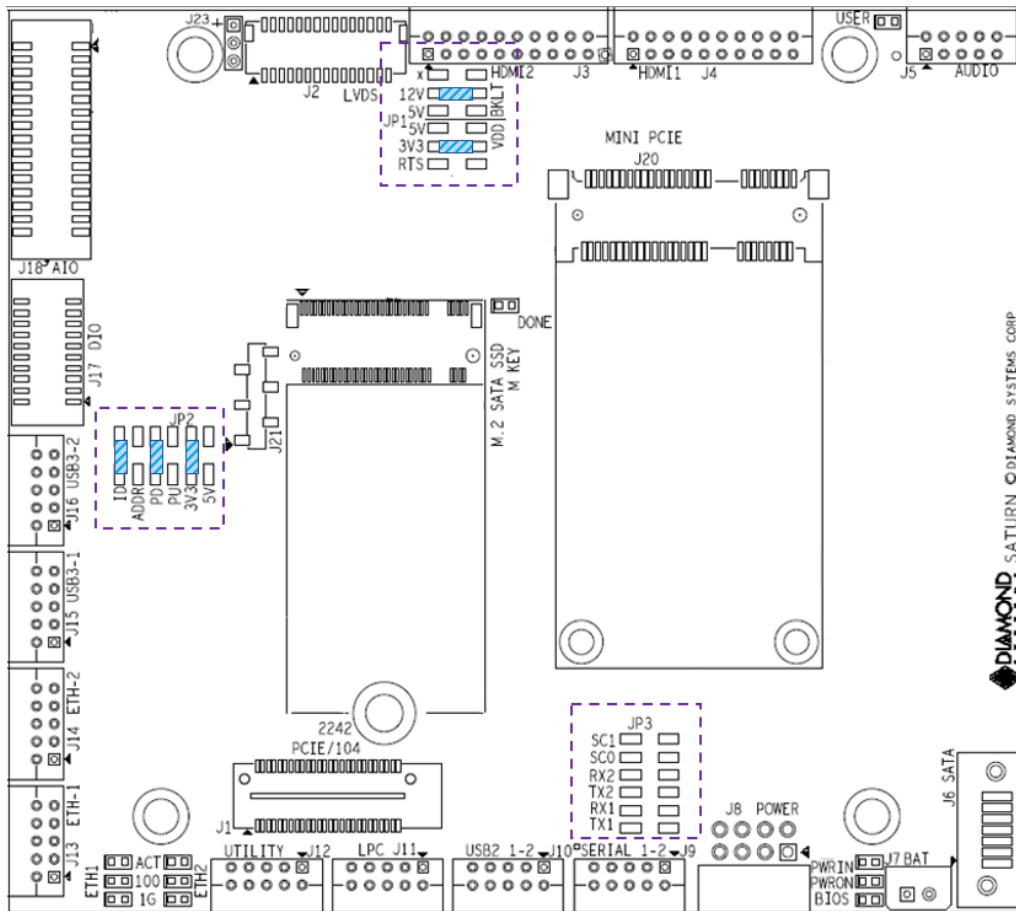 J23 +
USER
J2
LVDS
HDMI2
J3
HDMI1
J4
J5
AUDIO
X
12V
5V
BKLT
JP1
5V
3V3
RTS
VDD
MINI PCIE
J20
J18 AIO
J17 DIO
DONE
M.2 SATA SSD
M KEY
J21
JP2
ID
ADDR
PD
PU
3V3
5V
J16 USB3-2
J15 USB3-1
J14 ETH-2
J13 ETH-1
SATURN © DIAMOND SYSTEMS CORP
DIAMOND
2242
PCIE/104
J1
JP3
SC1
SC0
RX2
TX2
RX1
TX1
J8 POWER
J6 SATA
UTILITY J12
LPC J11
USB2 1-2 J10
SERIAL 1-2 J9
J7 BAT
PWRIN
PWRON
BIOS
ETH1
ACT
100
1G
ETH2